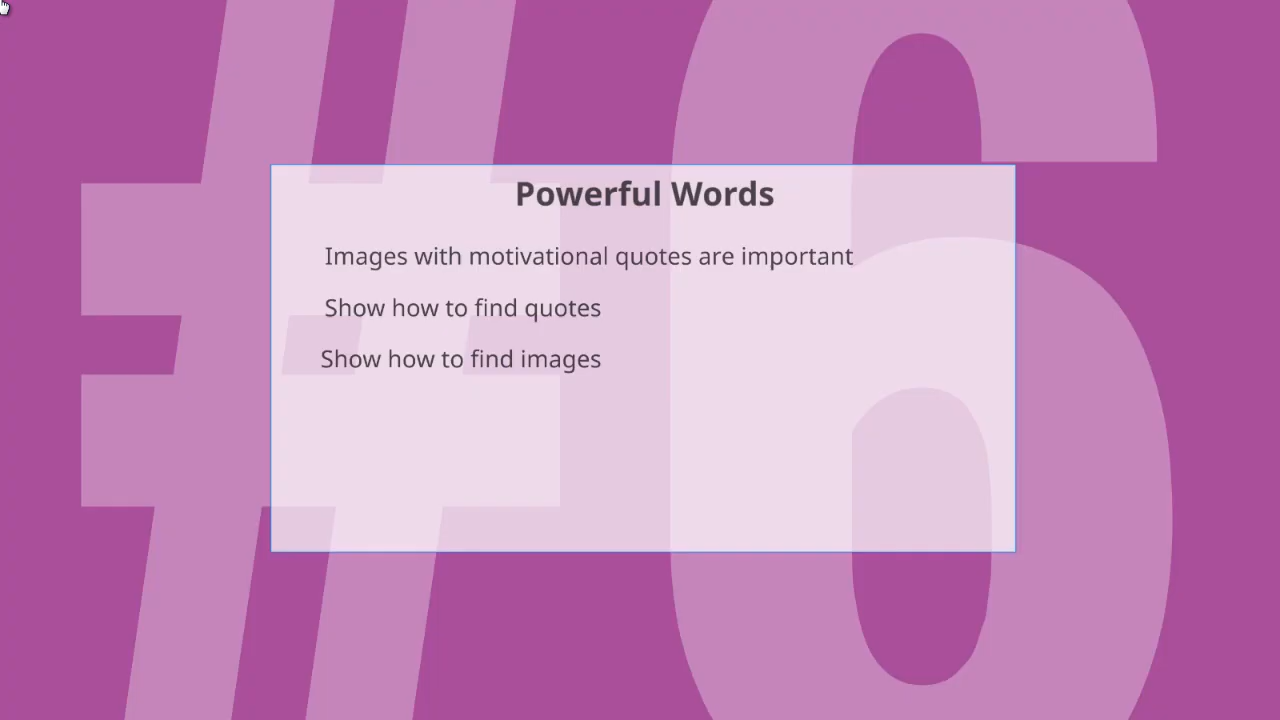 #6
Powerful Words
Images with motivational quotes are important
Show how to find quotes
Show how to find images